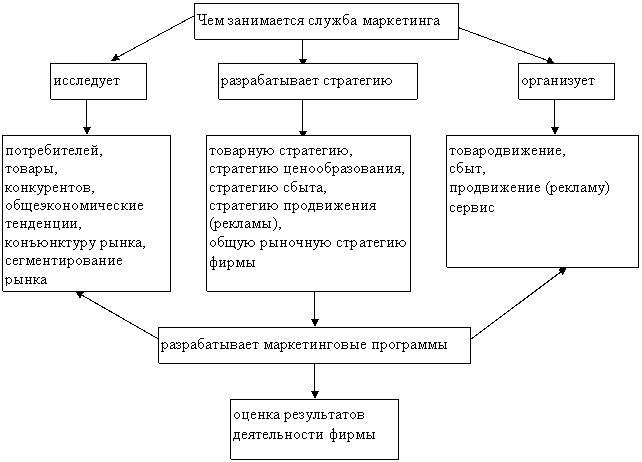 Чем занимается служба маркетинга
исследует
разрабатывает стратегию
организует
потребителей,
товары,
конкурентов,
общеэкономические
тенденции,
конъюнктуру рынка,
сегментирование
рынка
товарную стратегию,
стратегию ценообразования,
стратегию сбыта,
стратегию продвижения
(рекламы),
общую рыночную стратегию
фирмы
товародвижение,
сбыт,
продвижение (рекламу)
сервис
разрабатывает маркетинговые программы
оценка результатов
деятельности фирмы